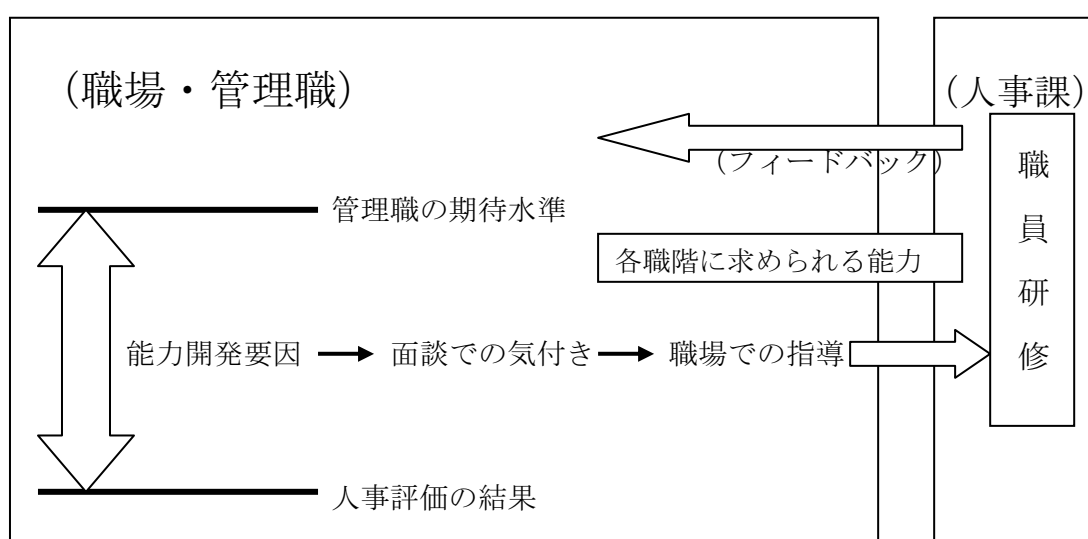 （職場・管理職）
（人事課）
（フィードバック）
管理職の期待水準
各職階に求められる能力
能力開発要因
面談での気付き
職場での指導
職員研修
人事評価の結果